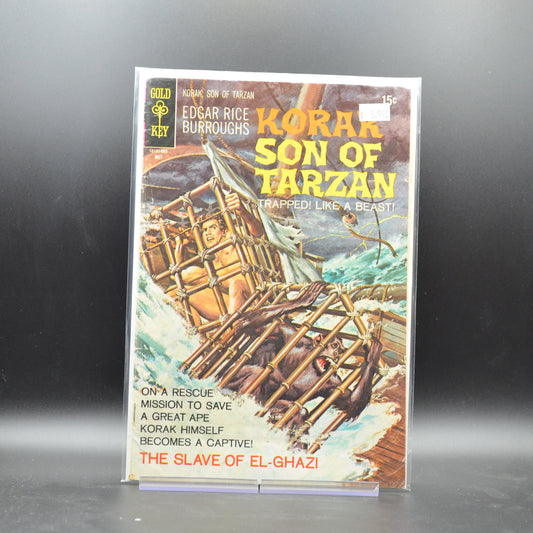 GOLD
KEY
KORAK, SON OF TARZAN
15¢
EDGAR RICE
BURROUGHS
KORAK
SON OF
TARZAN
TRAPPED! LIKE A BEAST!
ON A RESCUE
MISSION TO SAVE
A GREAT APE
KORAK HIMSELF
BECOMES A CAPTIVE!
THE SLAVE OF EL-GHAZI